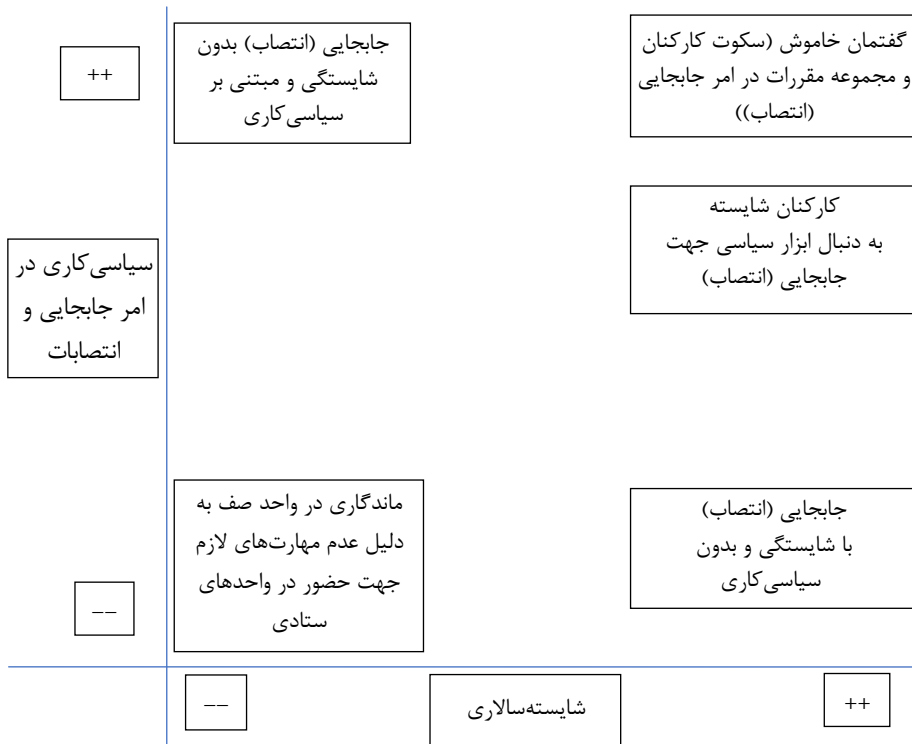 گفتمان خاموش (سکوت کارکنان
و مجموعه مقررات در امر جابجایی
(انتصاب))
جابجایی (انتصاب) بدون
شایستگی و مبتنی بر
سیاسی‌کاری
++
کارکنان شایسته
به دنبال ابزار سیاسی جهت
جابجایی (انتصاب)
سیاسی‌کاری در
امر جابجایی و
انتصابات
جابجایی (انتصاب)
با شایستگی و بدون
سیاسی‌کاری
ماندگاری در واحد صف به
دلیل عدم مهارت‌های لازم
جهت حضور در واحدهای
ستادی
−−
++
شایسته‌سالاری
−−